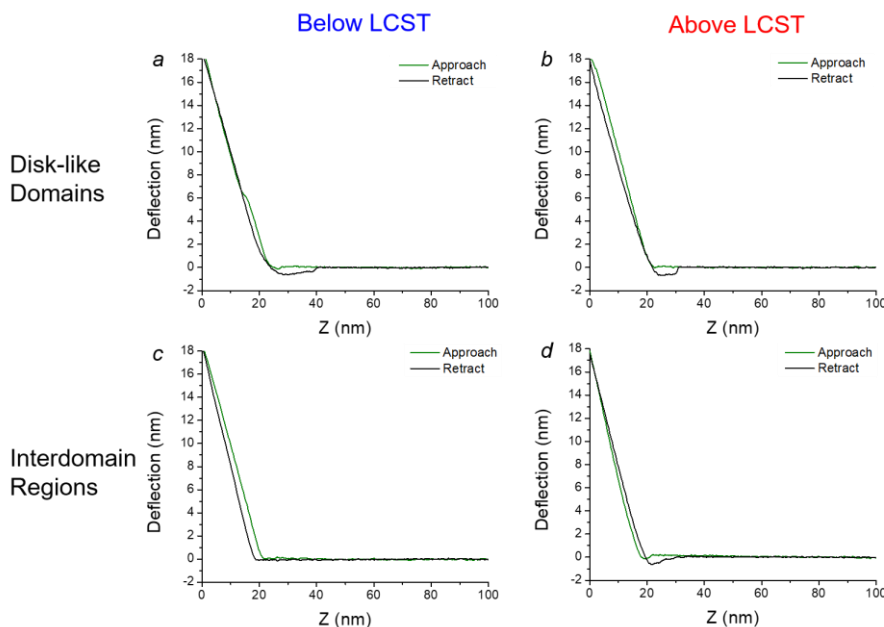 Below LCST
Above LCST
Disk-like
Domains
a
18
16
14
12
10
8
6
4
2
0
-2
Deflection (nm)
0 20 40 60 80 100
Z (nm)
Approach
Retract
b
18
16
14
12
10
8
6
4
2
0
-2
Deflection (nm)
0 20 40 60 80 100
Z (nm)
Approach
Retract
Interdomain
Regions
c
18
16
14
12
10
8
6
4
2
0
-2
Deflection (nm)
0 20 40 60 80 100
Z (nm)
Approach
Retract
d
18
16
14
12
10
8
6
4
2
0
-2
Deflection (nm)
0 20 40 60 80 100
Z (nm)
Approach
Retract